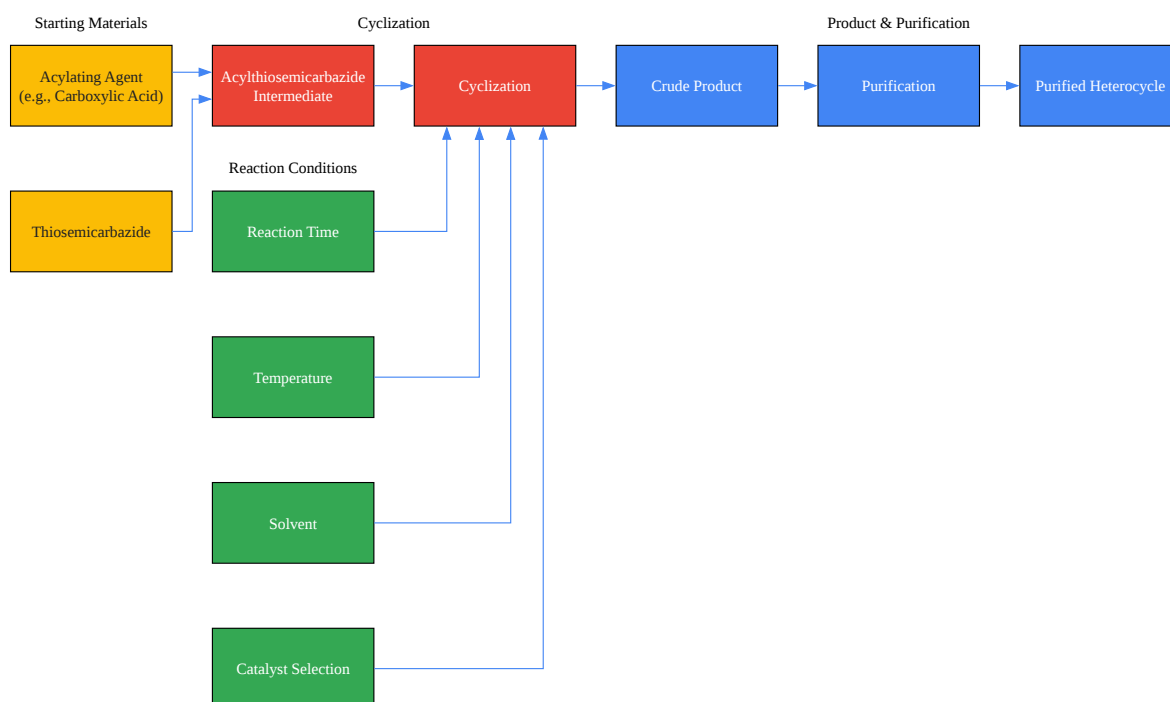 Starting Materials
Cyclization
Product & Purification
Acylating Agent
(e.g., Carboxylic Acid)
Acylthiosemicarbazide
Intermediate
Cyclization
Crude Product
Purification
Purified Heterocycle
Reaction Conditions
Thiosemicarbazide
Reaction Time
Temperature
Solvent
Catalyst Selection